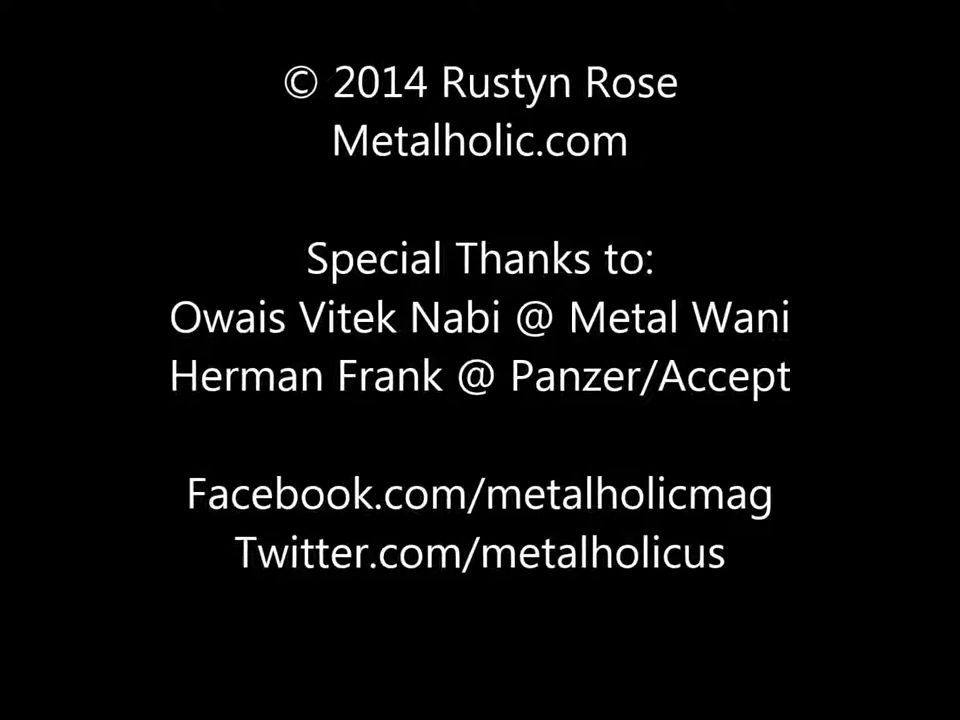 © 2014 Rustyn Rose
Metalholic.com
Special Thanks to:
Owais Vitek Nabi @ Metal Wani
Herman Frank @ Panzer/Accept
Facebook.com/metalholicmag
Twitter.com/metalholicus